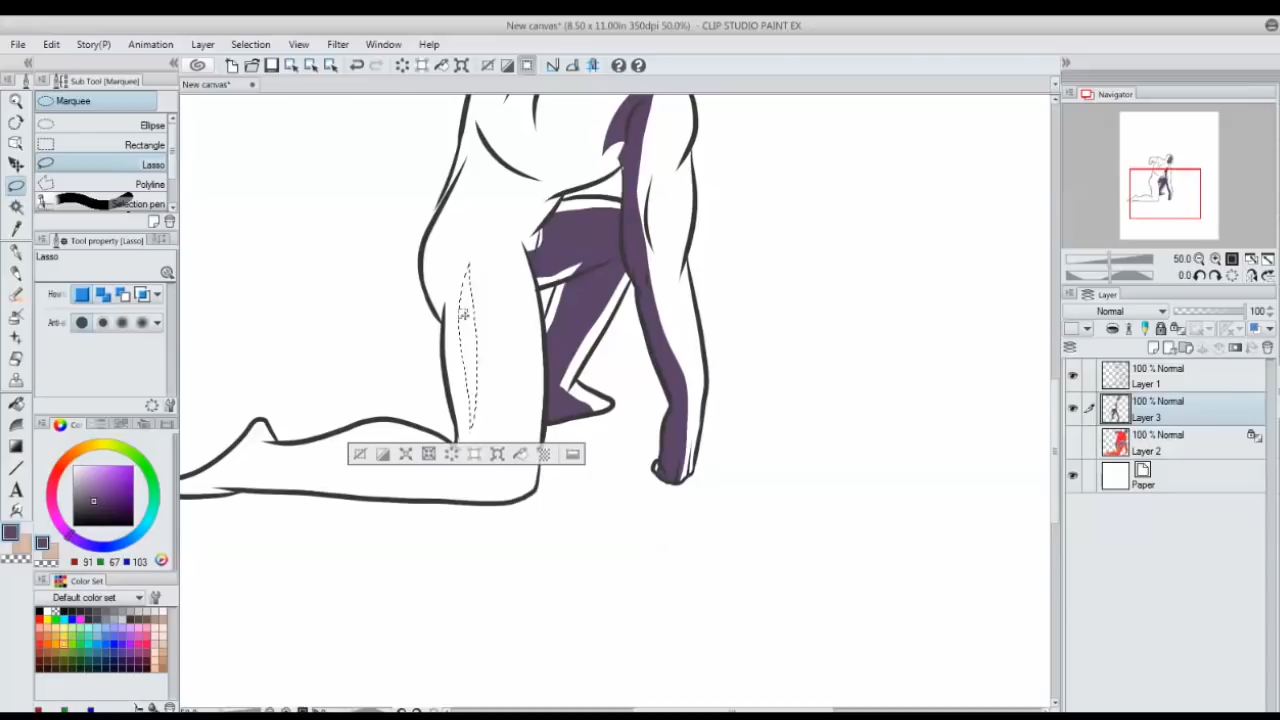 New canvas* (8.50 x 11.00in 350dpi 50.0%) - CLIP STUDIO PAINT EX
File Edit Story(P) Animation Layer Selection View Filter Window Help
Sub Tool [Marquee]
New canvas*
Navigator
Marquee
Ellipse
Rectangle
Lasso
Polyline
Selection pen
Tool property [Lasso]
Lasso
50.0
0.0
Layer
Normal 100
100 % Normal
Layer 1
100 % Normal
Layer 3
100 % Normal
Layer 2
Paper
91 67 103
Color Set
Default color set